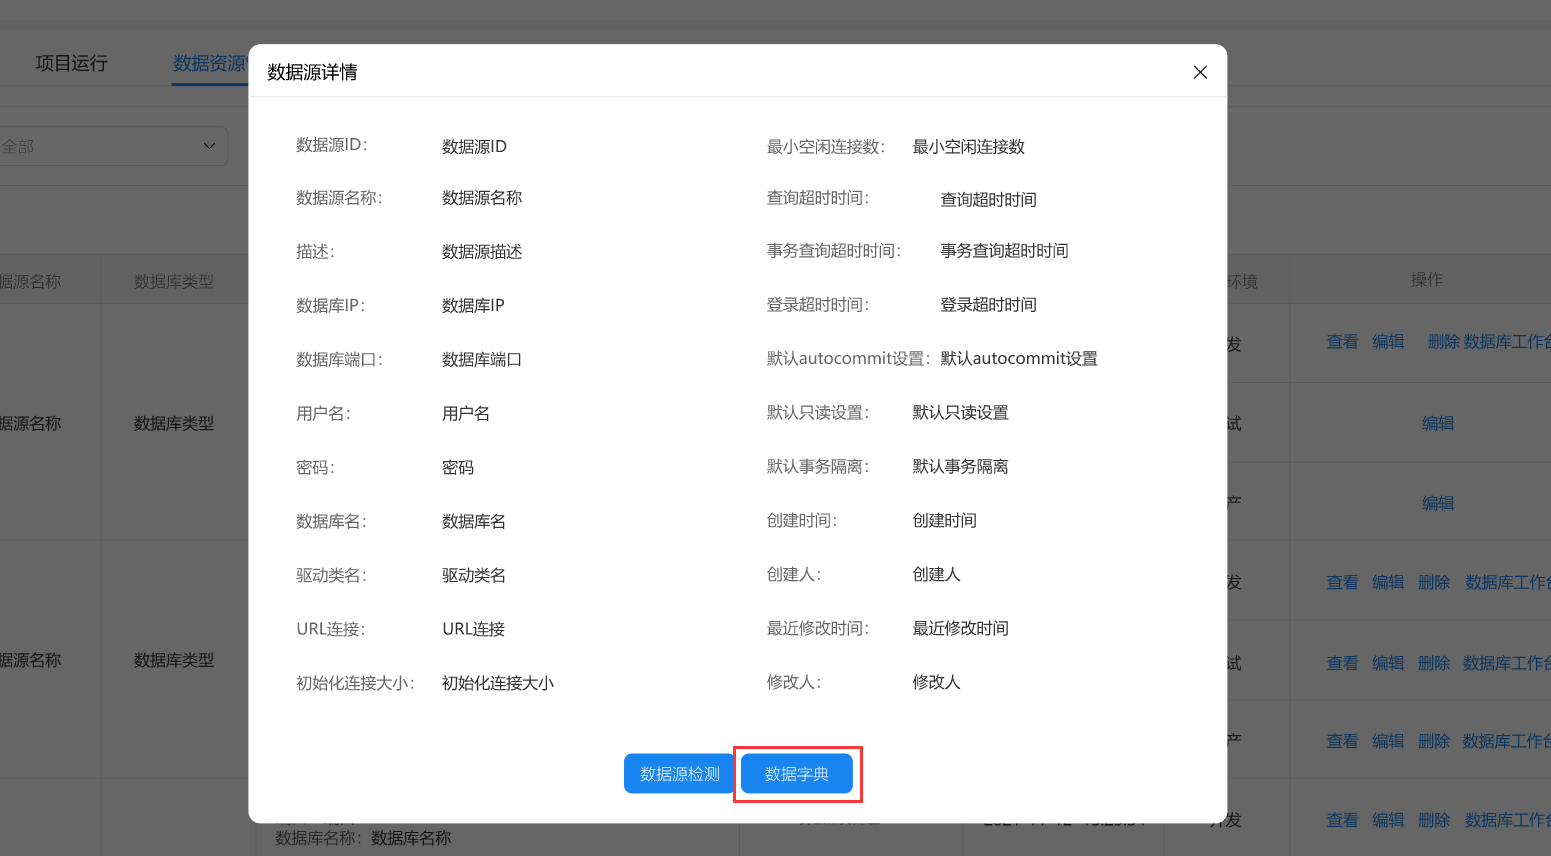 项目运行
数据资源
数据源详情
全部
数据源ID： 数据源ID 最小空闲连接数： 最小空闲连接数
数据源名称： 数据源名称 查询超时时间： 查询超时时间
描述： 数据源描述 事务查询超时时间： 事务查询超时时间
据源名称 数据库类型 环境 操作
数据库IP： 数据库IP 登录超时时间： 登录超时时间
发 查看 编辑 删除 数据库工作台
数据库端口： 数据库端口 默认autocommit设置： 默认autocommit设置
用户名： 用户名 默认只读设置： 默认只读设置
据源名称 数据库类型 试 编辑
密码： 密码 默认事务隔离： 默认事务隔离
产 编辑
数据库名： 数据库名 创建时间： 创建时间
驱动类名： 驱动类名 创建人： 创建人
发 查看 编辑 删除 数据库工作台
URL连接： URL连接 最近修改时间： 最近修改时间
据源名称 数据库类型 试 查看 编辑 删除 数据库工作台
初始化连接大小： 初始化连接大小 修改人： 修改人
产 查看 编辑 删除 数据库工作台
数据源检测 数据字典
开发 查看 编辑 删除 数据库工作台
数据库名称： 数据库名称